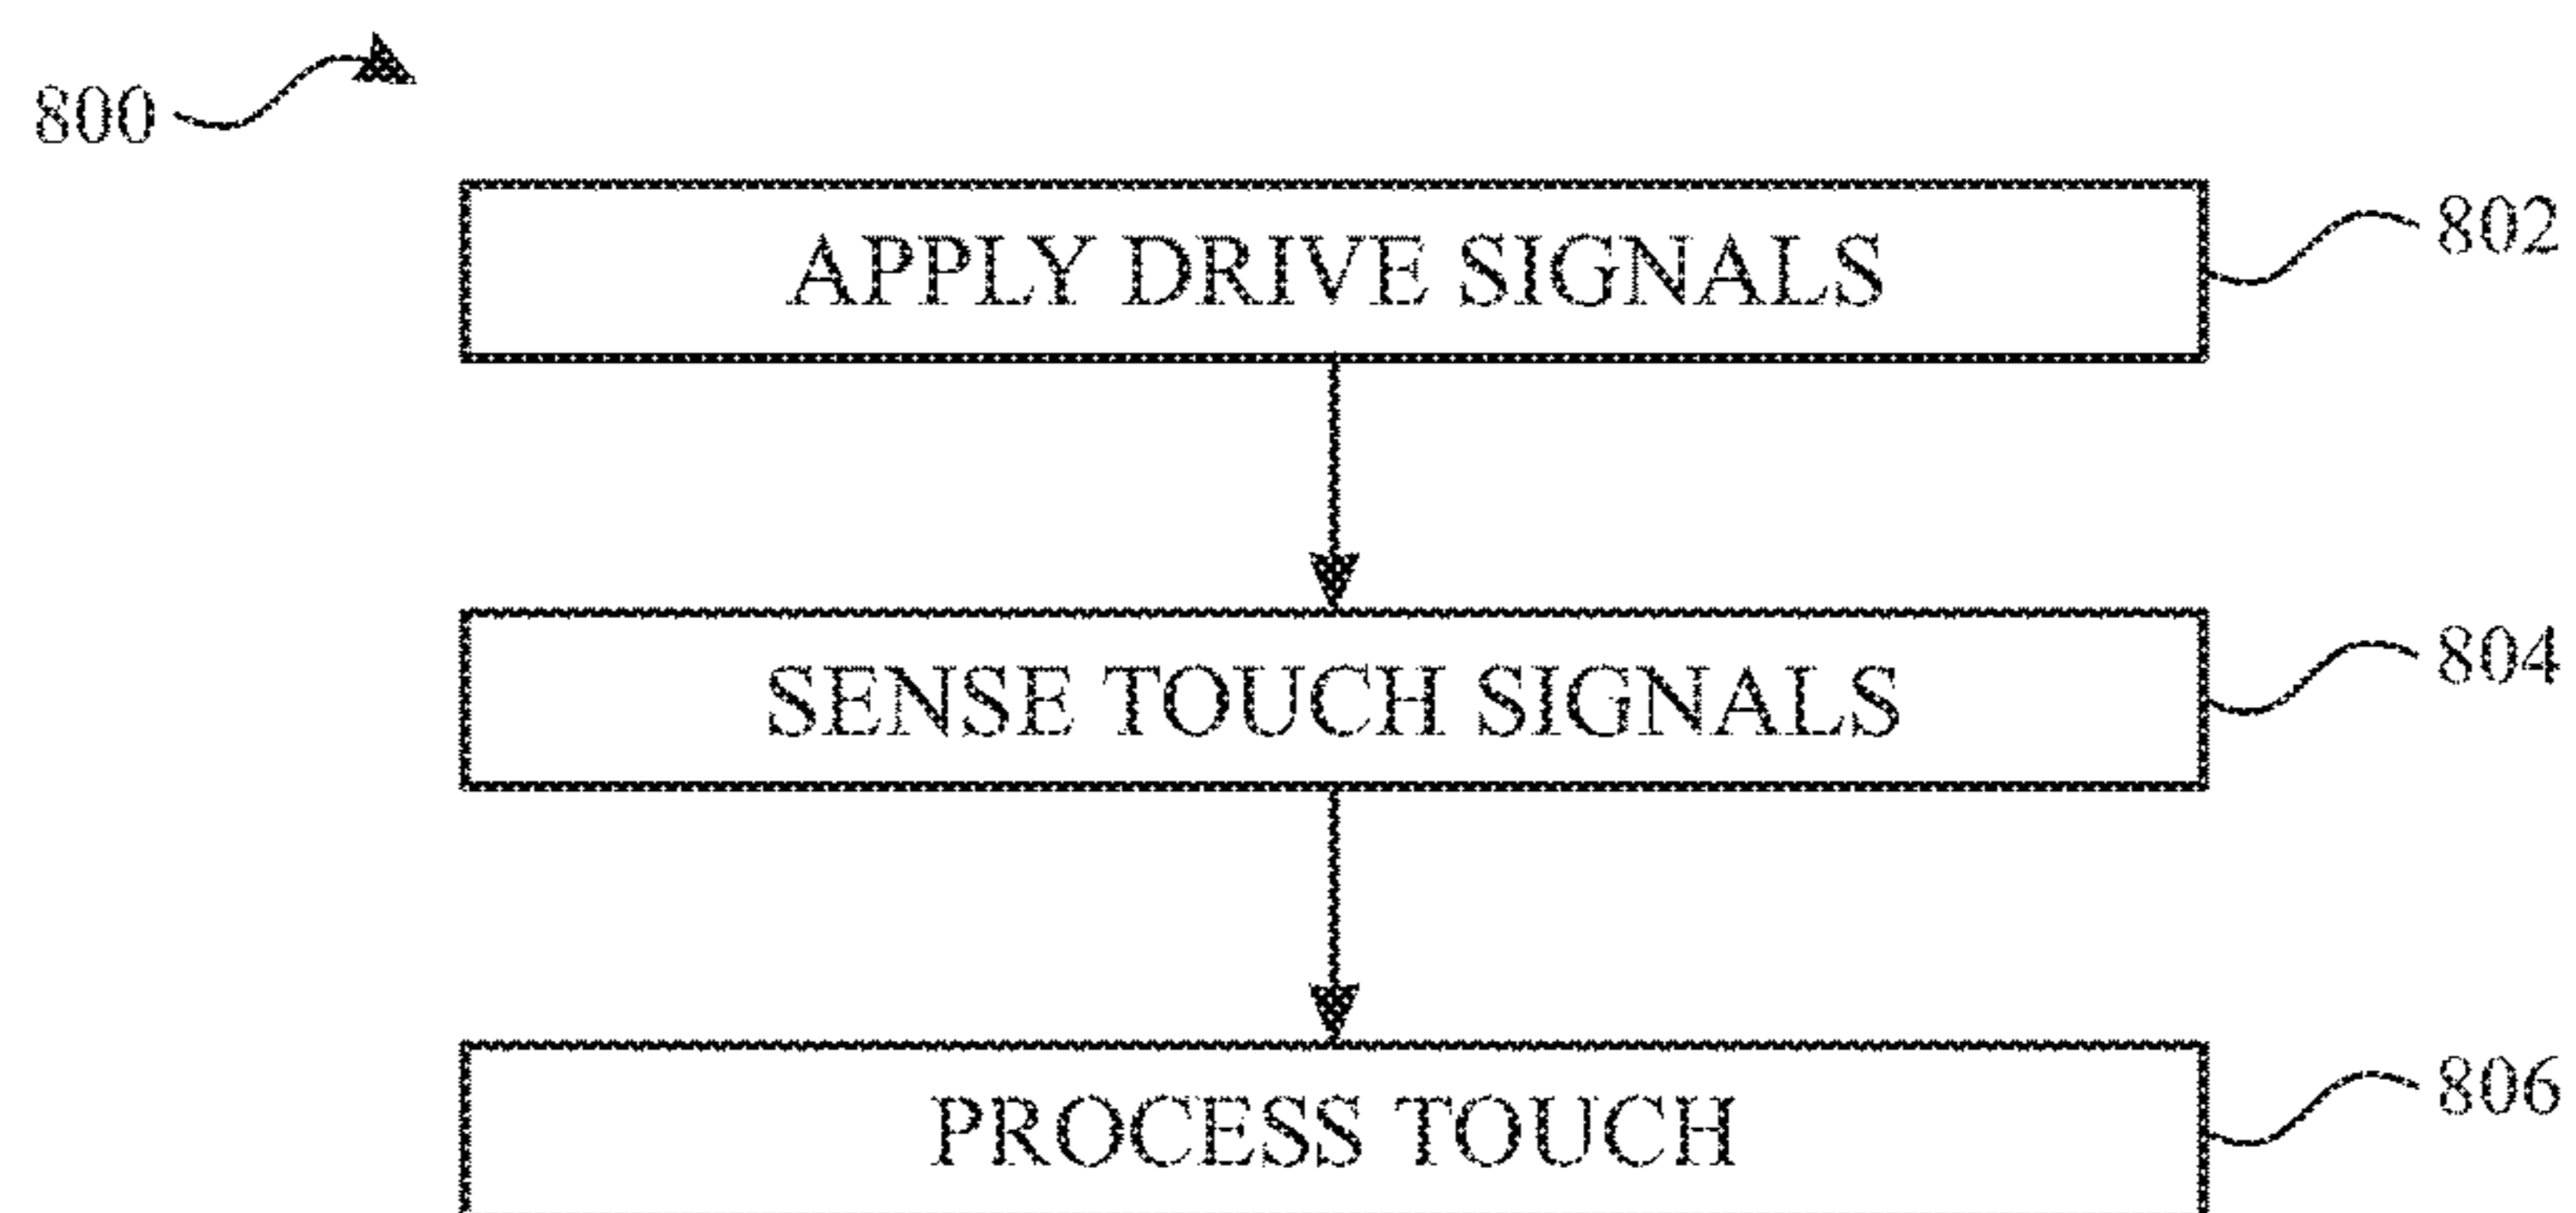 800
APPLY DRIVE SIGNALS
802
SENSE TOUCH SIGNALS
804
PROCESS TOUCH
806